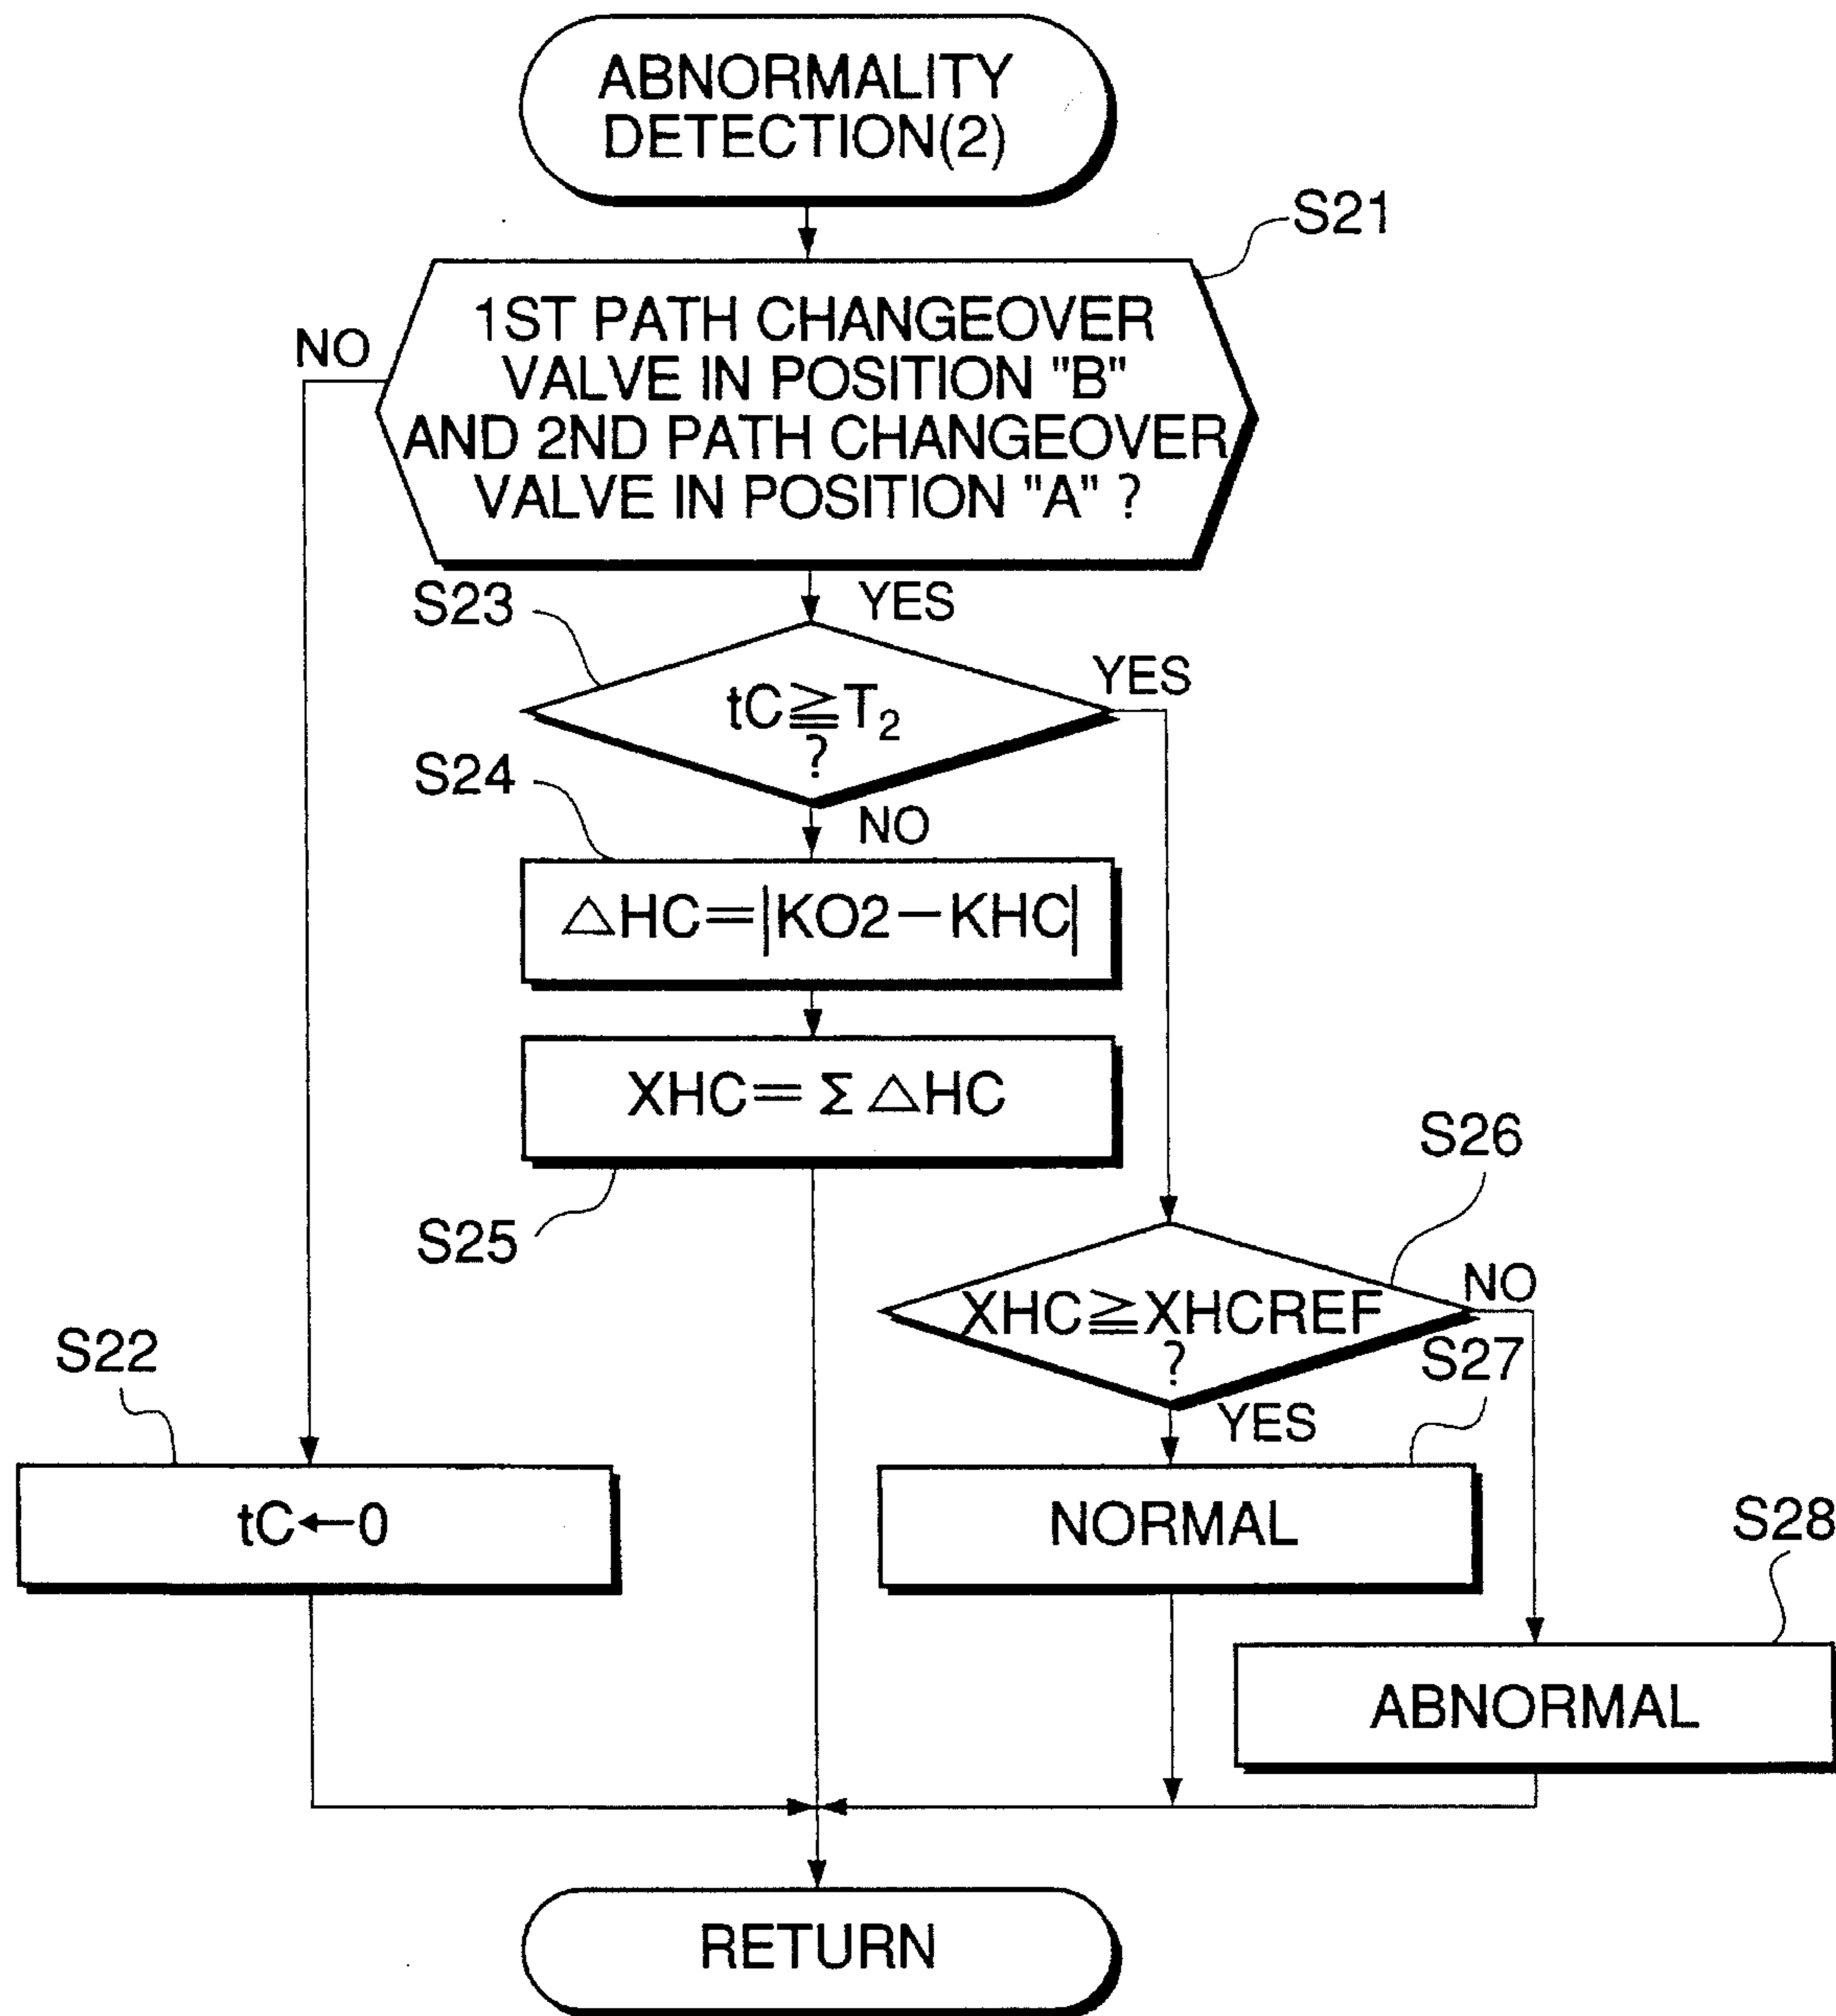 ABNORMALITY
DETECTION(2)
S21
1ST PATH CHANGEOVER
VALVE IN POSITION "B"
AND 2ND PATH CHANGEOVER
VALVE IN POSITION "A" ?
NO
YES
S23
tC≧T₂
?
YES
NO
S24
△HC=|KO2−KHC|
XHC=Σ△HC
S25
S26
XHC≧XHCREF
?
NO
YES
S27
S22
tC←0
NORMAL
S28
ABNORMAL
RETURN